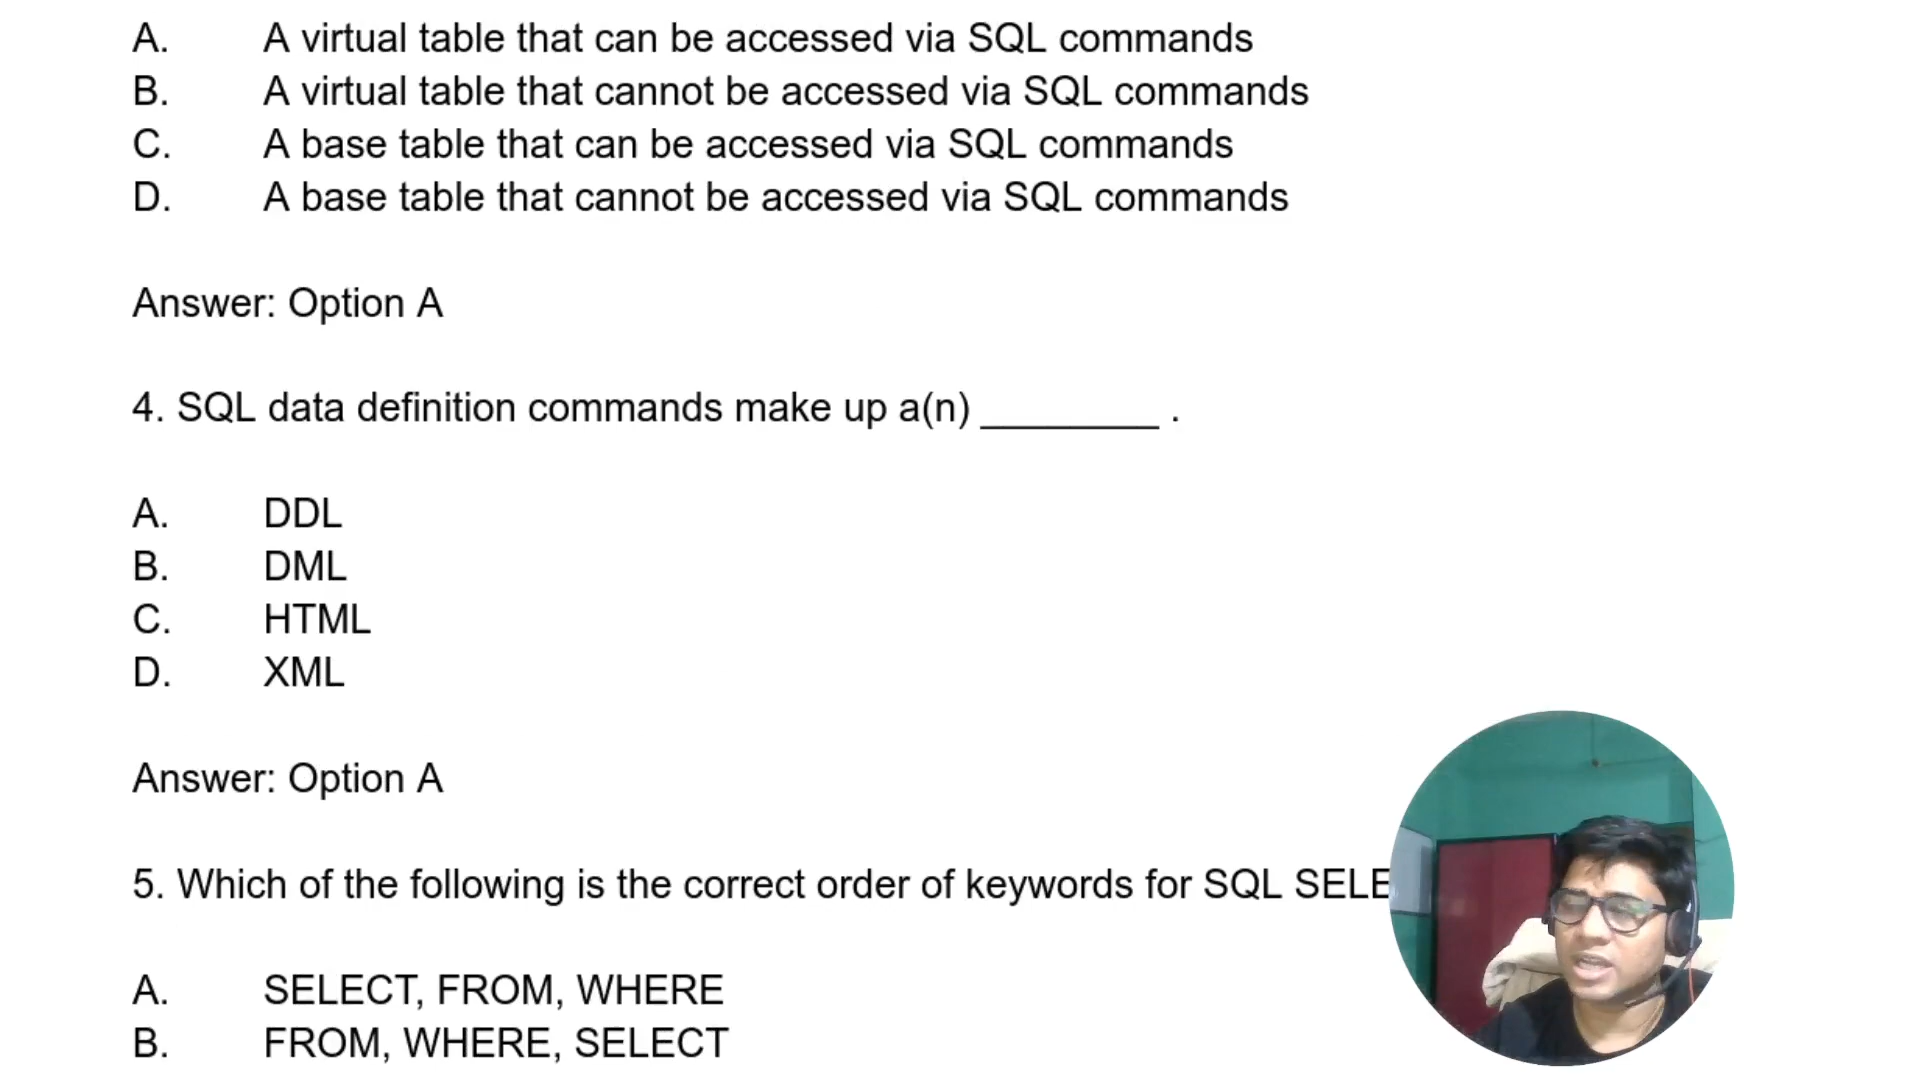 A. A virtual table that can be accessed via SQL commands
B. A virtual table that cannot be accessed via SQL commands
C. A base table that can be accessed via SQL commands
D. A base table that cannot be accessed via SQL commands
Answer: Option A
4. SQL data definition commands make up a(n) ________ .
A. DDL
B. DML
C. HTML
D. XML
Answer: Option A
5. Which of the following is the correct order of keywords for SQL SELE
A. SELECT, FROM, WHERE
B. FROM, WHERE, SELECT